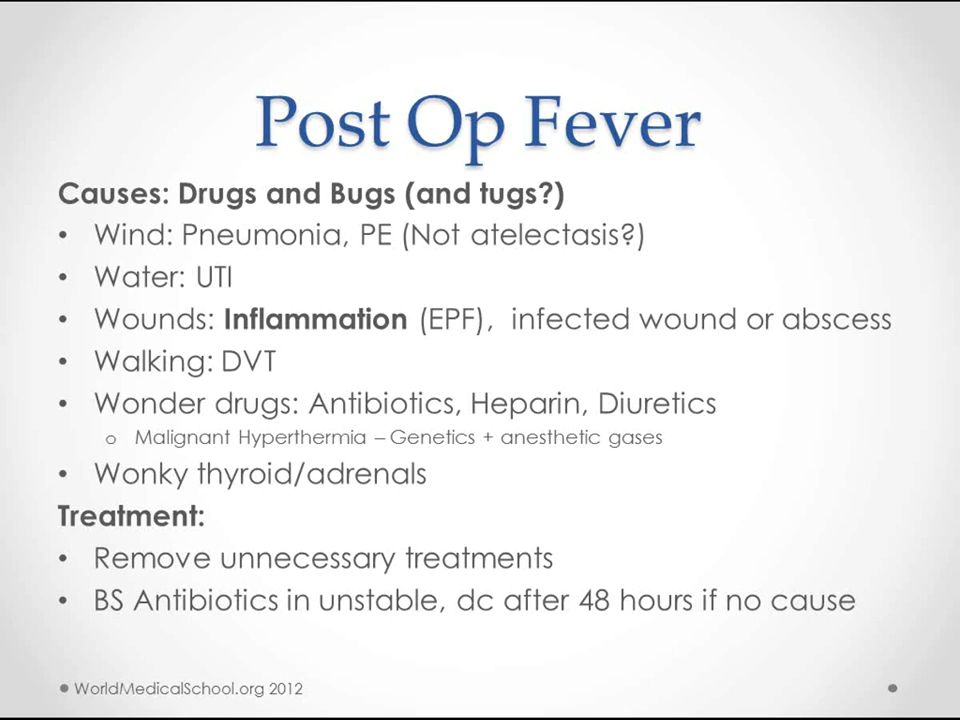 Post Op Fever
Causes: Drugs and Bugs (and tugs?)
• Wind: Pneumonia, PE (Not atelectasis?)
• Water: UTI
• Wounds: Inflammation (EPF), infected wound or abscess
• Walking: DVT
• Wonder drugs: Antibiotics, Heparin, Diuretics
o Malignant Hyperthermia – Genetics + anesthetic gases
• Wonky thyroid/adrenals
Treatment:
• Remove unnecessary treatments
• BS Antibiotics in unstable, dc after 48 hours if no cause
WorldMedicalSchool.org 2012